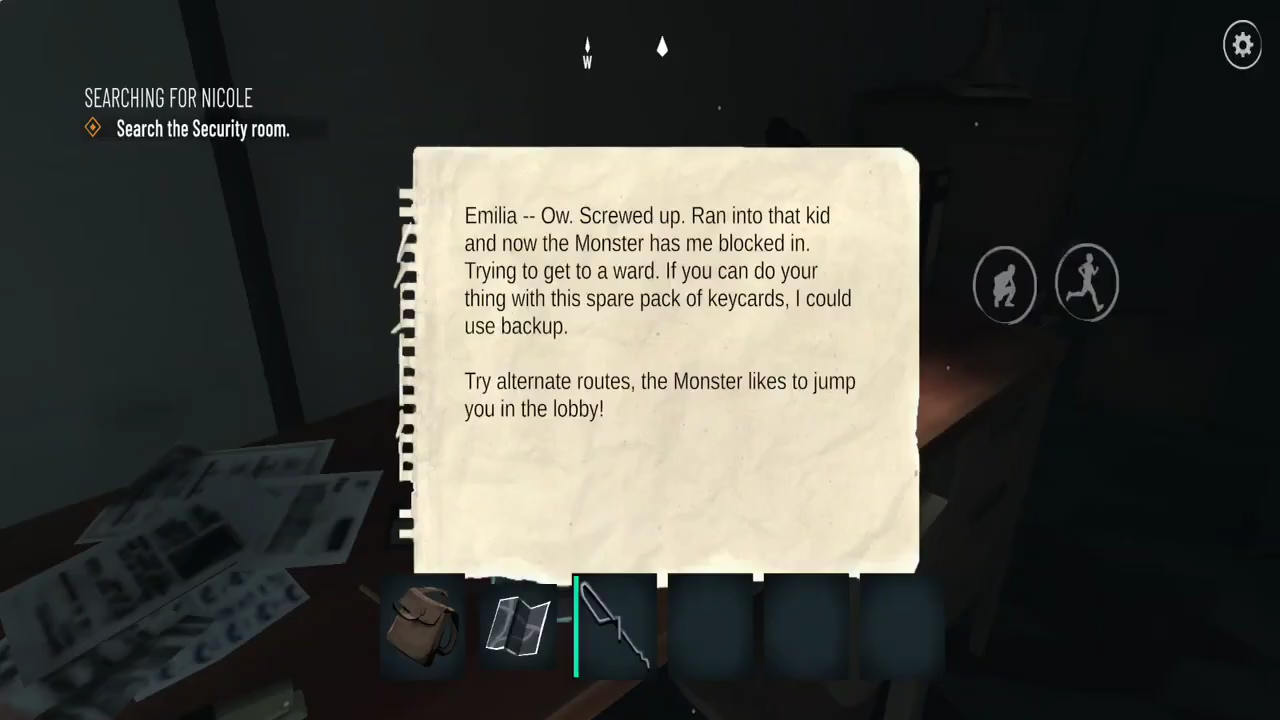 W
SEARCHING FOR NICOLE
Search the Security room.
Emilia -- Ow. Screwed up. Ran into that kid
and now the Monster has me blocked in.
Trying to get to a ward. If you can do your
thing with this spare pack of keycards, I could
use backup.
Try alternate routes, the Monster likes to jump
you in the lobby!